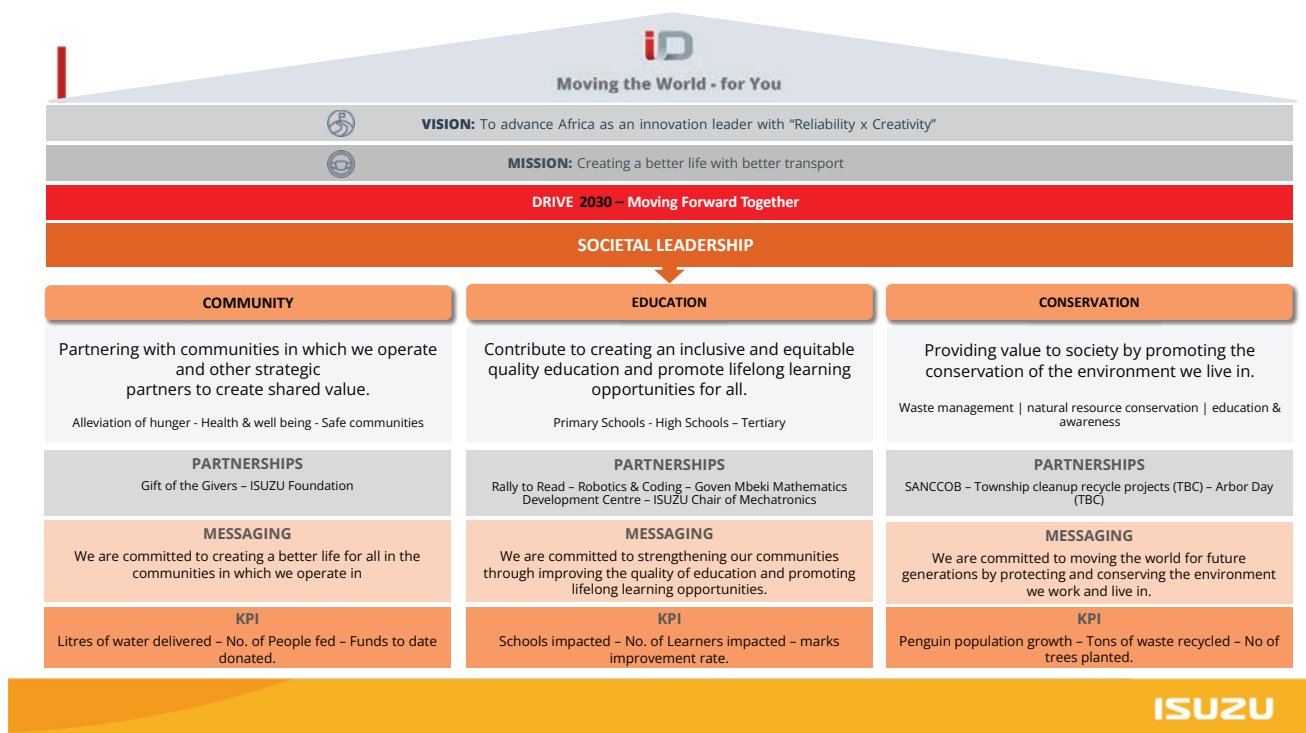 iD
Moving the World - for You
VISION: To advance Africa as an innovation leader with “Reliability x Creativity”
MISSION: Creating a better life with better transport
DRIVE 2030 – Moving Forward Together
SOCIETAL LEADERSHIP
COMMUNITY
Partnering with communities in which we operate
and other strategic
partners to create shared value.
Alleviation of hunger - Health & well being - Safe communities
PARTNERSHIPS
Gift of the Givers – ISUZU Foundation
MESSAGING
We are committed to creating a better life for all in the
communities in which we operate in
KPI
Litres of water delivered – No. of People fed – Funds to date
donated.
EDUCATION
Contribute to creating an inclusive and equitable
quality education and promote lifelong learning
opportunities for all.
Primary Schools - High Schools – Tertiary
PARTNERSHIPS
Rally to Read – Robotics & Coding – Goven Mbeki Mathematics
Development Centre – ISUZU Chair of Mechatronics
MESSAGING
We are committed to strengthening our communities
through improving the quality of education and promoting
lifelong learning opportunities.
KPI
Schools impacted – No. of Learners impacted – marks
improvement rate.
CONSERVATION
Providing value to society by promoting the
conservation of the environment we live in.
Waste management | natural resource conservation | education &
awareness
PARTNERSHIPS
SANCCOB – Township cleanup recycle projects (TBC) – Arbor Day
(TBC)
MESSAGING
We are committed to moving the world for future
generations by protecting and conserving the environment
we work and live in.
KPI
Penguin population growth – Tons of waste recycled – No of
trees planted.
ISUZU